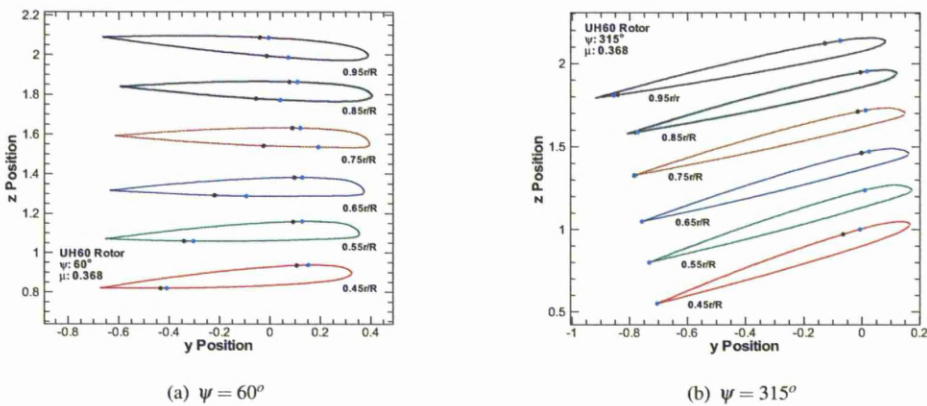 2.2
2
1.8
1.6
1.4
1.2
1
0.8
z Position
0.95r/R
0.85r/R
0.75r/R
0.65r/R
0.55r/R
0.45r/R
UH60 Rotor
ψ: 60°
μ: 0.368
-0.8
-0.6
-0.4
-0.2
0
0.2
0.4
y Position
(a) ψ = 60°
UH60 Rotor
ψ: 315°
μ: 0.368
2
1.5
1
0.5
z Position
0.95r/r
0.85r/R
0.75r/R
0.65r/R
0.55r/R
0.45r/R
-1
-0.8
-0.6
-0.4
-0.2
0
0.2
y Position
(b) ψ = 315°